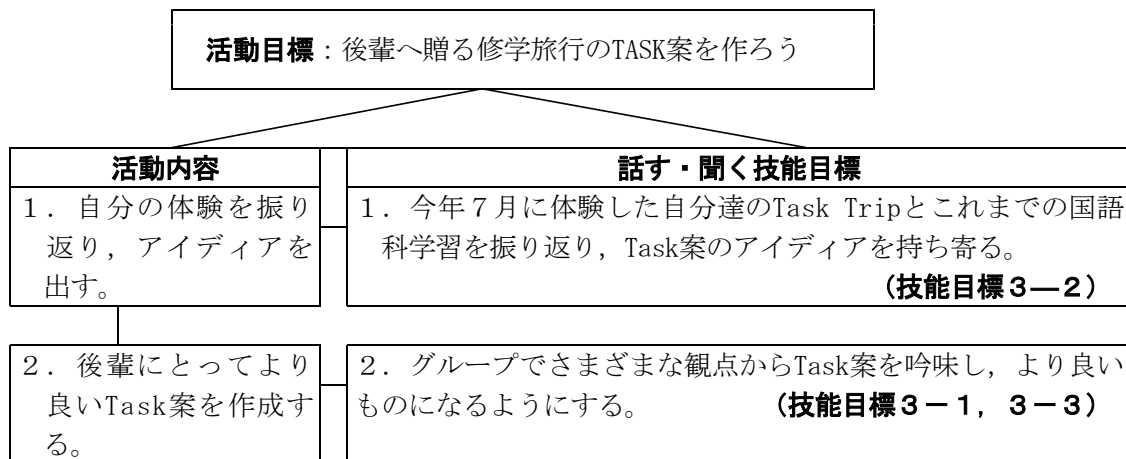 活動目標：後輩へ贈る修学旅行のTASK案を作ろう
活動内容
話す・聞く技能目標
１．自分の体験を振り
返り，アイディアを
出す。
１．今年７月に体験した自分達のTask Tripとこれまでの国語
科学習を振り返り，Task案のアイディアを持ち寄る。
（技能目標３―２）
２．後輩にとってより
良いTask案を作成す
る。
２．グループでさまざまな観点からTask案を吟味し，より良い
ものになるようにする。　（技能目標３－１，３－３）